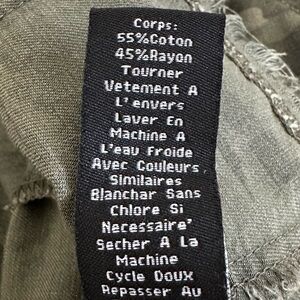 Corps:
55%Coton
45%Rayon
Tourner
Vetement A
L'envers
Laver En
Machine A
L'eau Froide
Avec Couleurs
Similaires
Blanchar Sans
Chlore Si
Necessaire'
Secher A La
Machine
Cycle Doux
Repasser Au